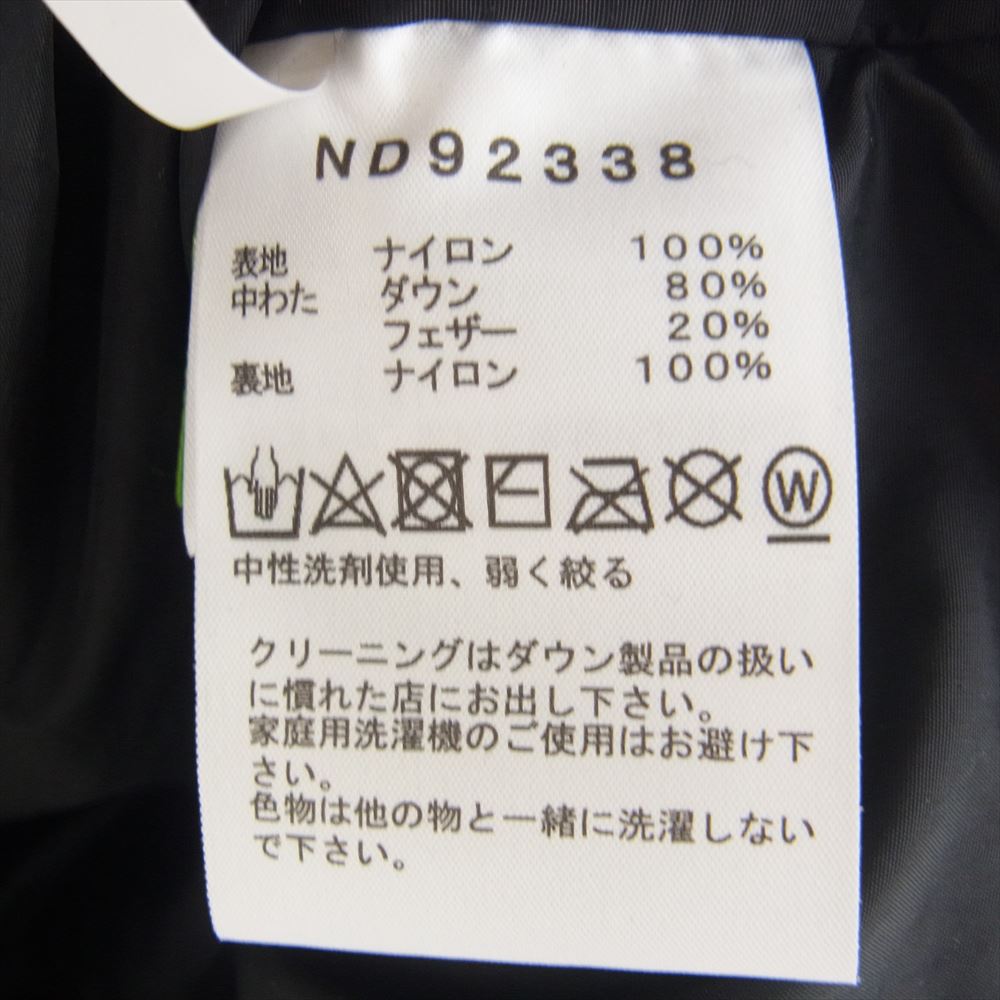 ND92338
表地 ナイロン 100%
中わた ダウン 80%
フェザー 20%
裏地 ナイロン 100%
W
中性洗剤使用、弱く絞る
クリーニングはダウン製品の扱い
に慣れた店にお出し下さい。
家庭用洗濯機のご使用はお避け下
さい。
色物は他の物と一緒に洗濯しない
で下さい。